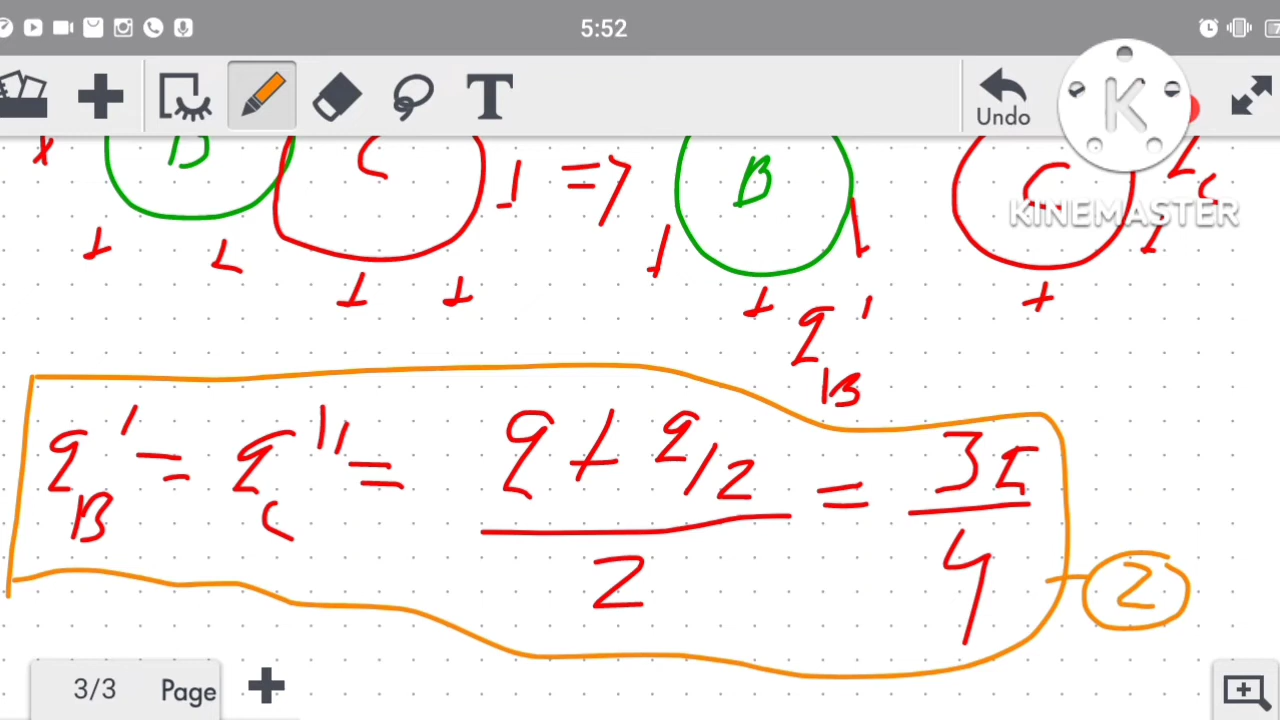 5:52
T
Undo
K
B C => B C
KINEMASTER
q'B
q'B = q''C = q + q/2 / 2 = 3q / 4
2
3/3 Page